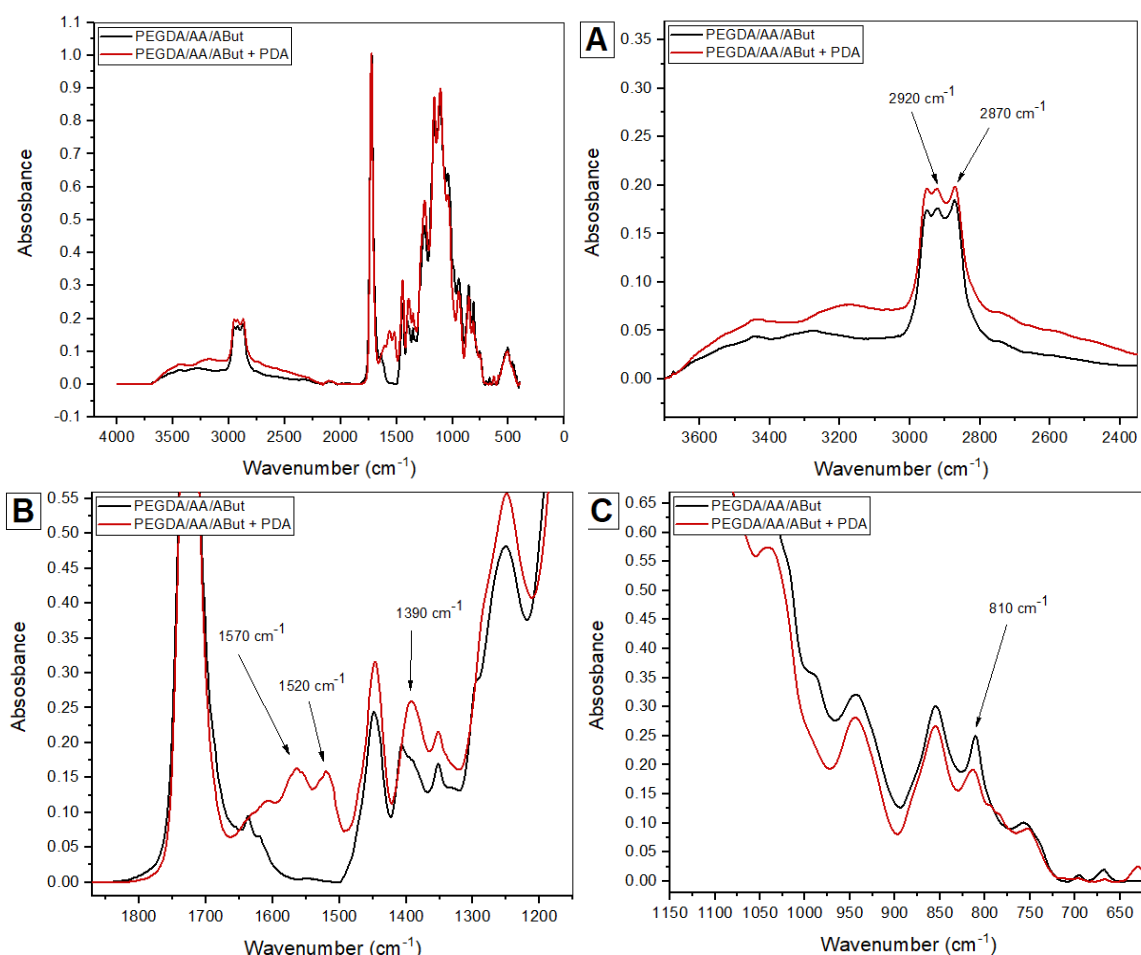 PEGDA/AA/ABut
PEGDA/AA/ABut + PDA
1.0
0.9
0.8
0.7
0.6
0.5
0.4
0.3
0.2
0.1
0.0
-0.1
4000 3500 3000 2500 2000 1500 1000 500 0
Absosbance
Wavenumber (cm⁻¹)
A
PEGDA/AA/ABut
PEGDA/AA/ABut + PDA
2920 cm⁻¹
2870 cm⁻¹
0.35
0.30
0.25
0.20
0.15
0.10
0.05
0.00
3600 3400 3200 3000 2800 2600 2400
Absosbance
Wavenumber (cm⁻¹)
B
PEGDA/AA/ABut
PEGDA/AA/ABut + PDA
1570 cm⁻¹
1520 cm⁻¹
1390 cm⁻¹
0.55
0.50
0.45
0.40
0.35
0.30
0.25
0.20
0.15
0.10
0.05
0.00
1800 1700 1600 1500 1400 1300 1200
Absosbance
Wavenumber (cm⁻¹)
C
PEGDA/AA/ABut
PEGDA/AA/ABut + PDA
810 cm⁻¹
0.65
0.60
0.55
0.50
0.45
0.40
0.35
0.30
0.25
0.20
0.15
0.10
0.05
0.00
1150 1100 1050 1000 950 900 850 800 750 700 650
Absosbance
Wavenumber (cm⁻¹)